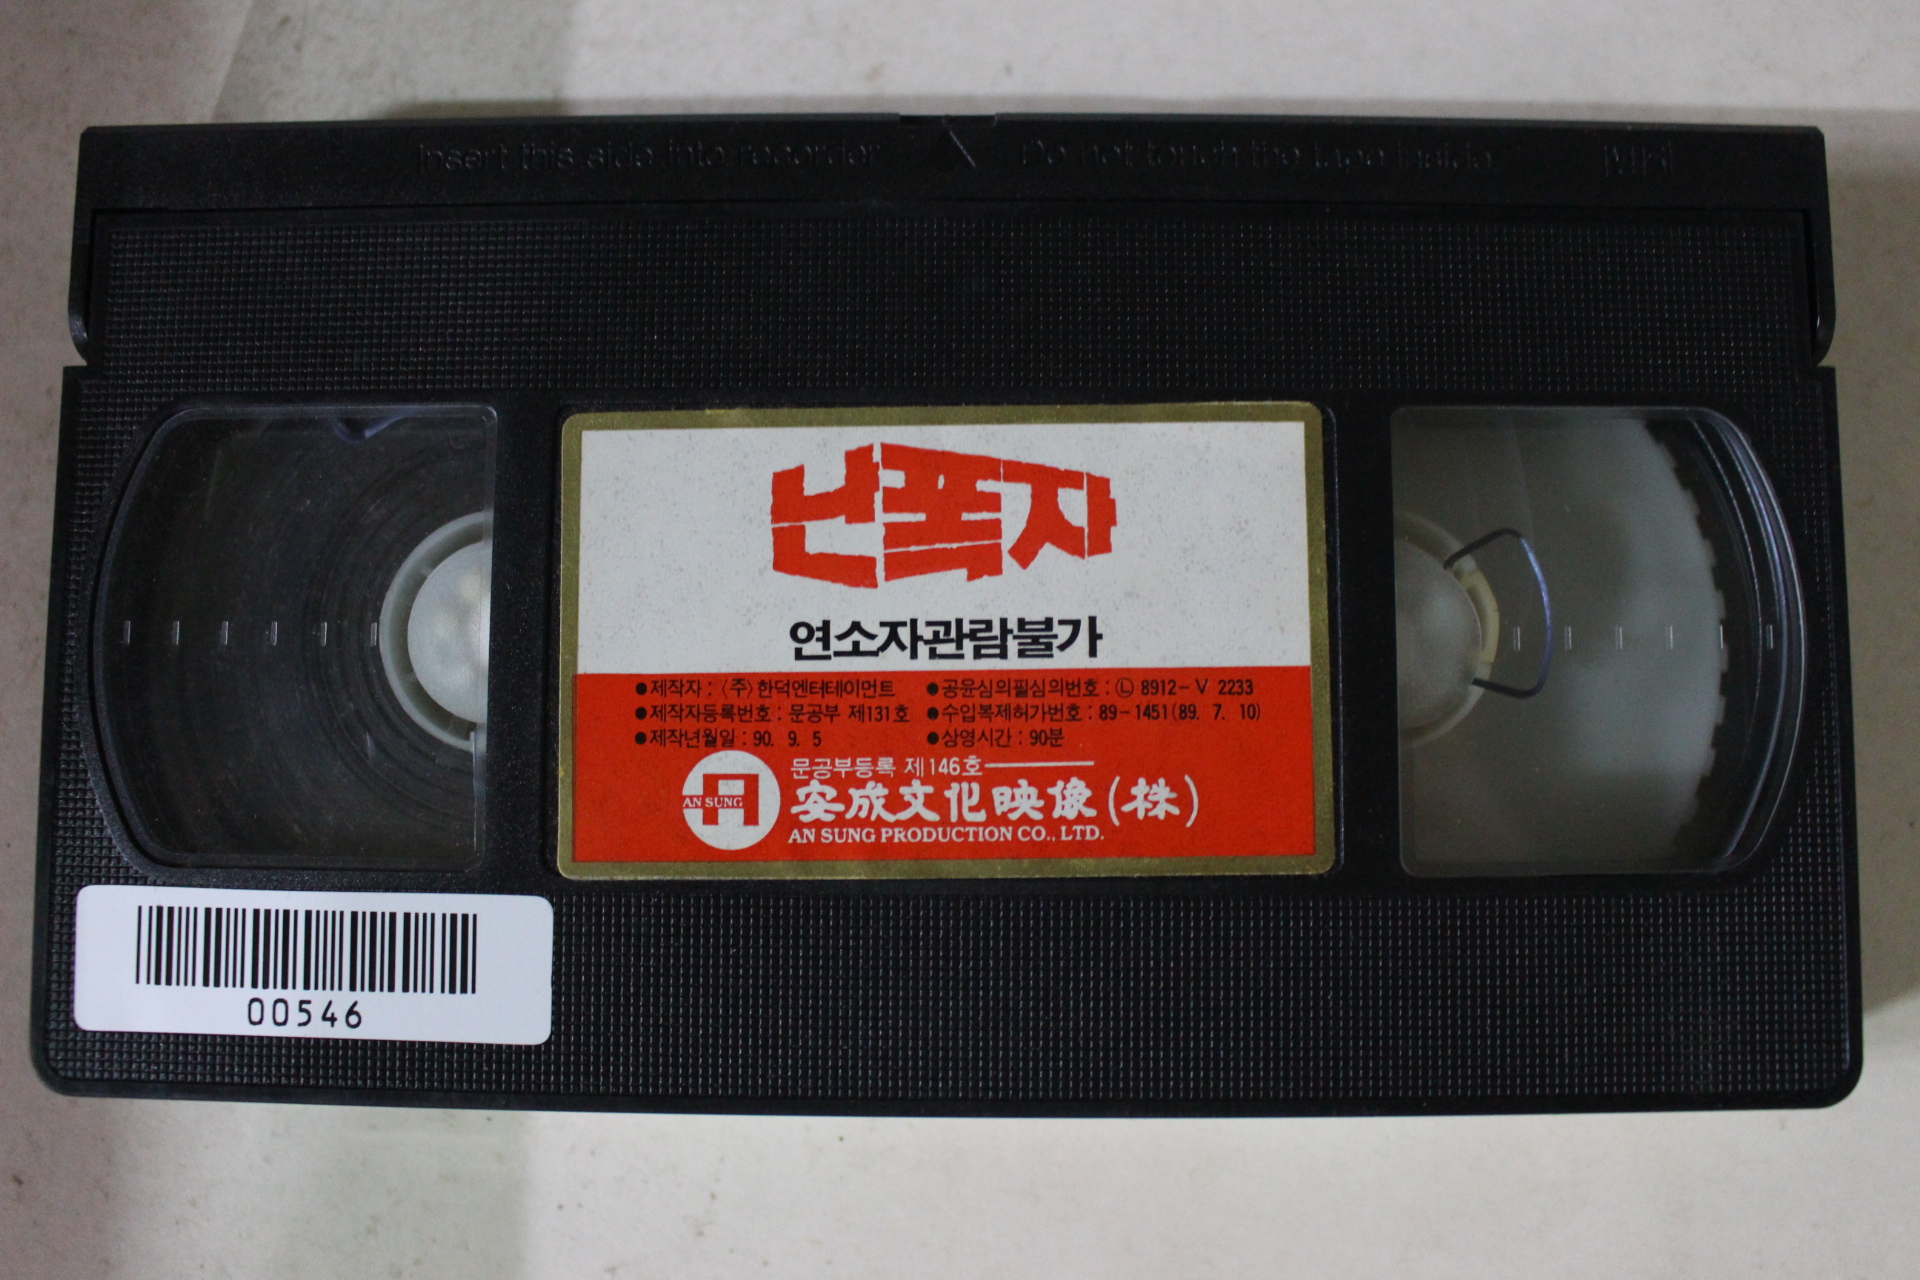 Insert this side into recorder
Do not touch the tape inside
VHS
난폭자
연소자관람불가
●제작자 : 〈주〉한덕엔터테이먼트 ●공윤심의필심의번호 : Ⓛ 8912-V 2233
●제작자등록번호 : 문공부 제131호 ●수입복제허가번호 : 89-1451(89. 7. 10)
●제작년월일 : 90. 9. 5 ●상영시간 : 90분
문공부등록 제146호
AN SUNG
安成文化映像(株)
AN SUNG PRODUCTION CO., LTD.
00546